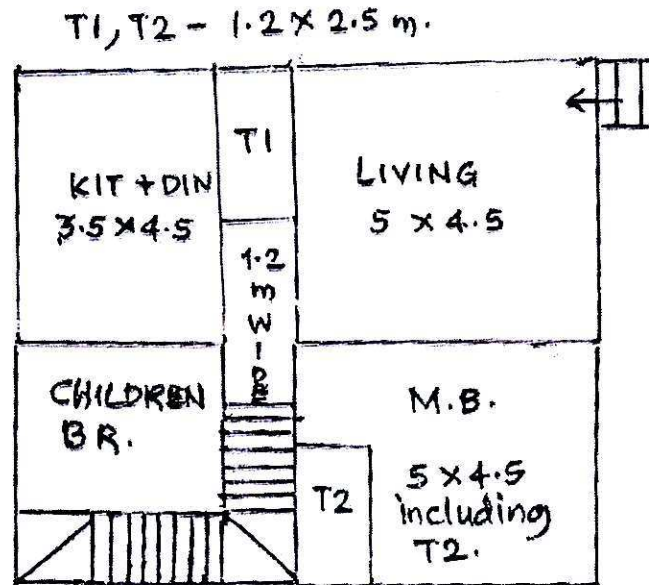 T1, T2 - 1.2 × 2.5 m.
T1
KIT + DIN
3.5 × 4.5
LIVING
5 × 4.5
1.2
m
WIDE
CHILDREN
BR.
M.B.
5 × 4.5
including
T2.
T2